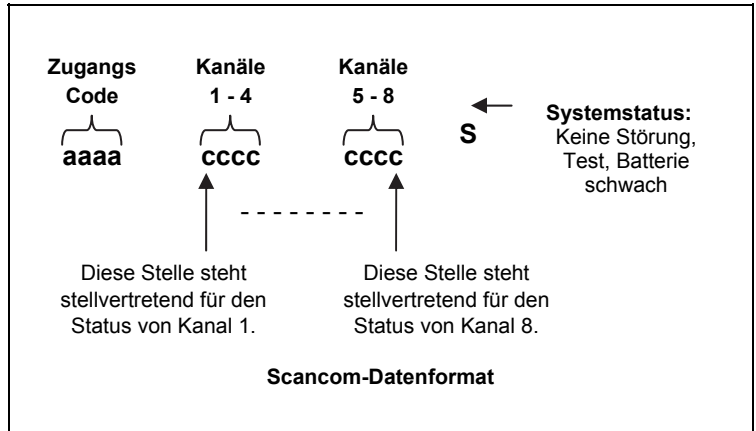 Zugangs Kanäle Kanäle
Code 1 - 4 5 - 8
aaaa cccc cccc S
Systemstatus:
Keine Störung,
Test, Batterie
schwach
- - - - - - - -
Diese Stelle steht
stellvertretend für den
Status von Kanal 1.
Diese Stelle steht
stellvertretend für den
Status von Kanal 8.
Scancom-Datenformat